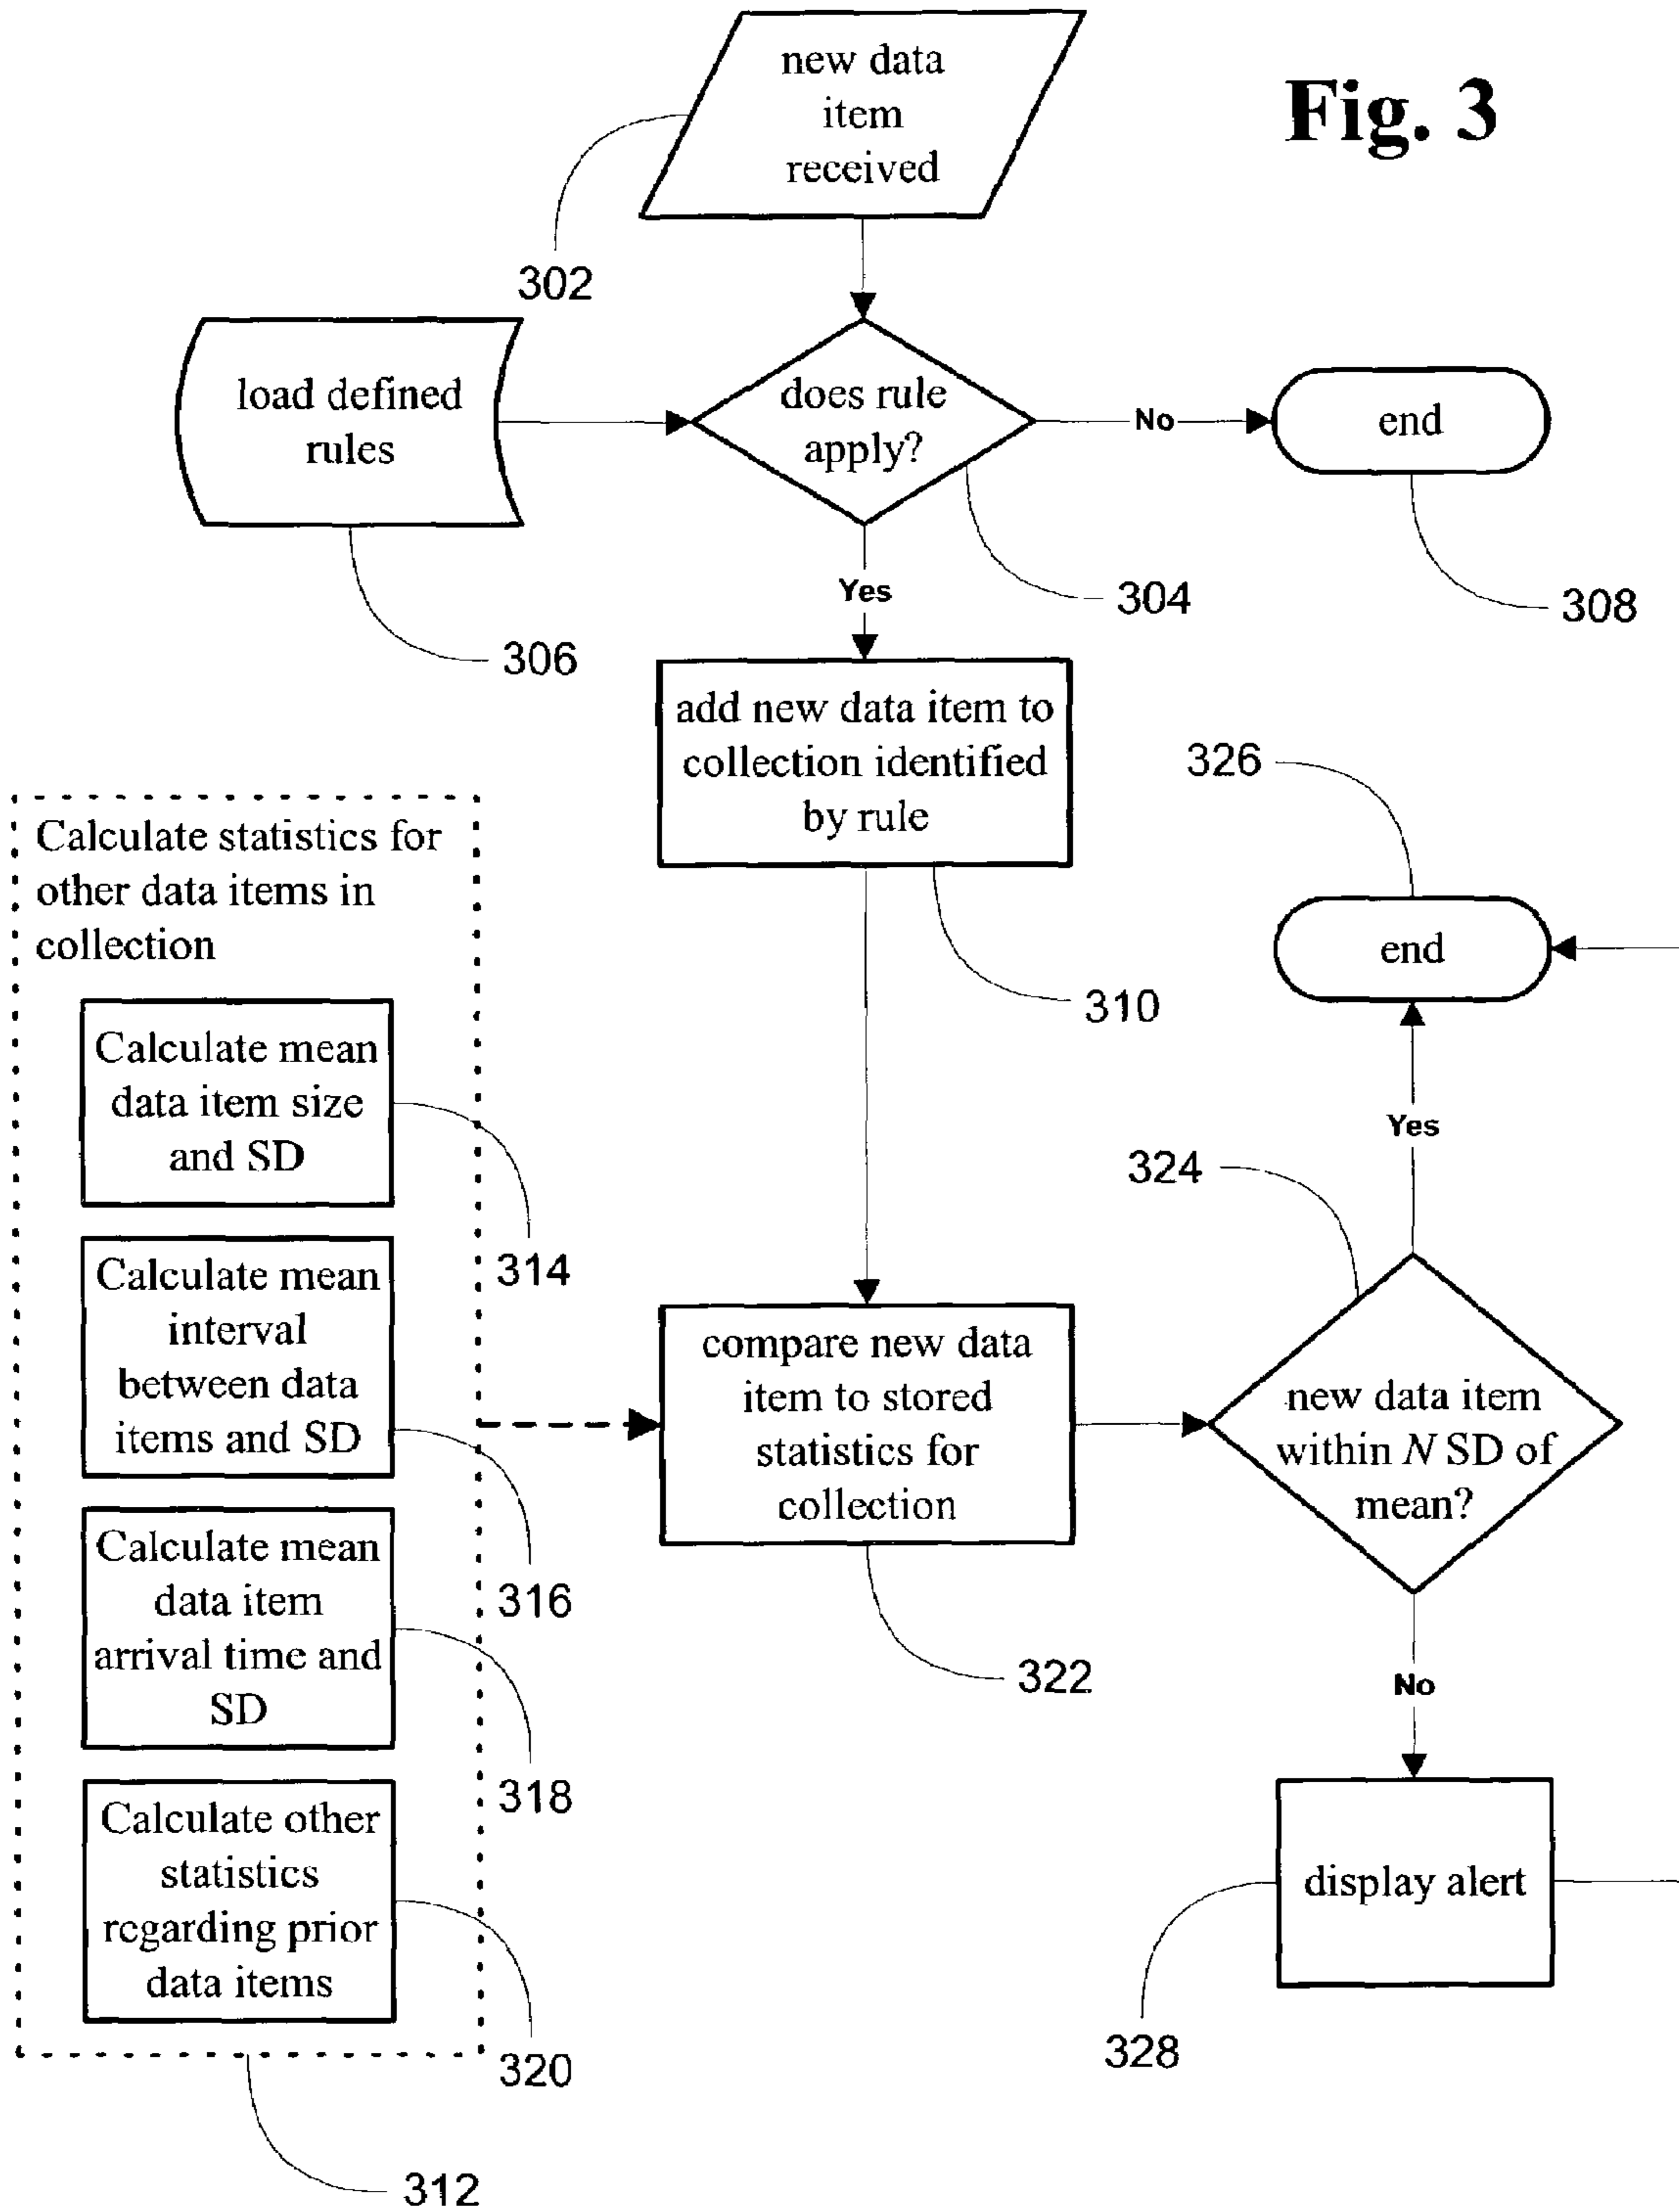 Fig. 3
new data
item
received
302
load defined
rules
306
does rule
apply?
304
No
end
308
Yes
add new data item to
collection identified
by rule
310
Calculate statistics for
other data items in
collection
Calculate mean
data item size
and SD
314
Calculate mean
interval
between data
items and SD
316
Calculate mean
data item
arrival time and
SD
318
Calculate other
statistics
regarding prior
data items
320
312
compare new data
item to stored
statistics for
collection
322
new data item
within N SD of
mean?
324
Yes
end
326
No
display alert
328